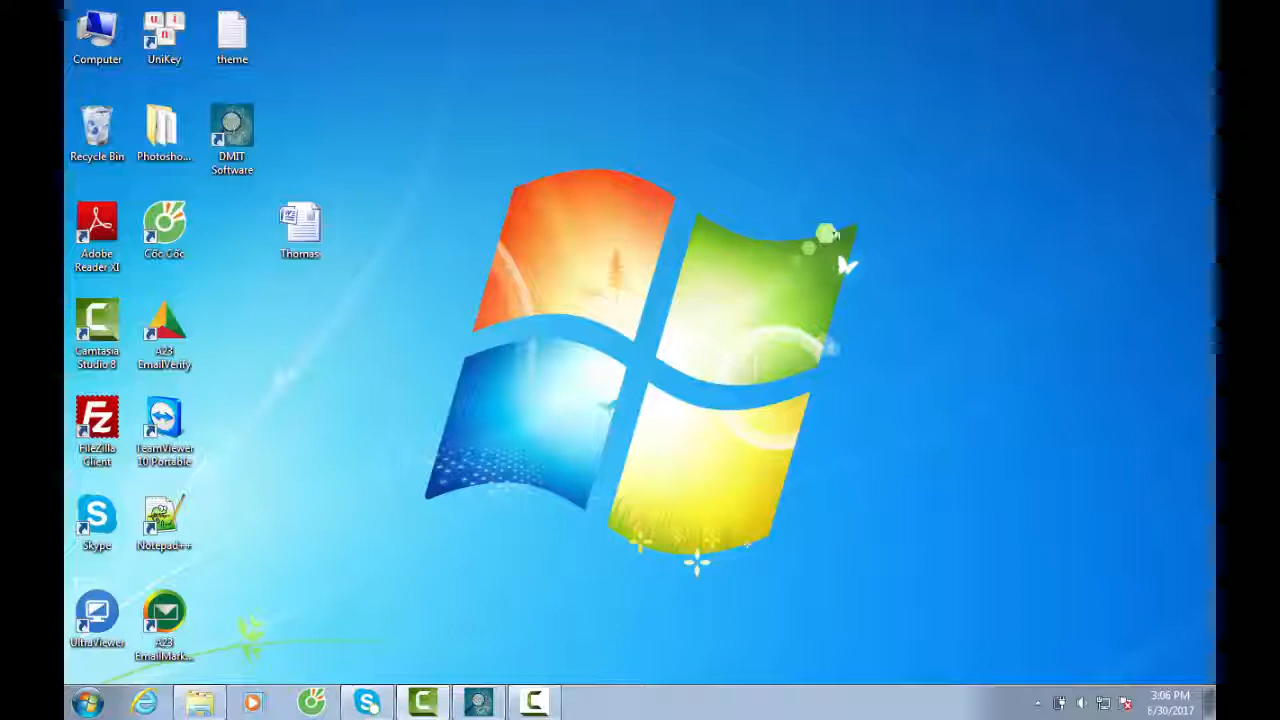 Computer
UniKey
theme
Recycle Bin
Photosho...
DMIT
Software
Adobe
Reader XI
Cốc Cốc
Thomas
Camtasia
Studio 8
A23
EmailVerify
FileZilla
Client
TeamViewer
10 Portable
Skype
Notepad++
UltraViewer
A23
EmailMark...
3:06 PM
6/30/2017